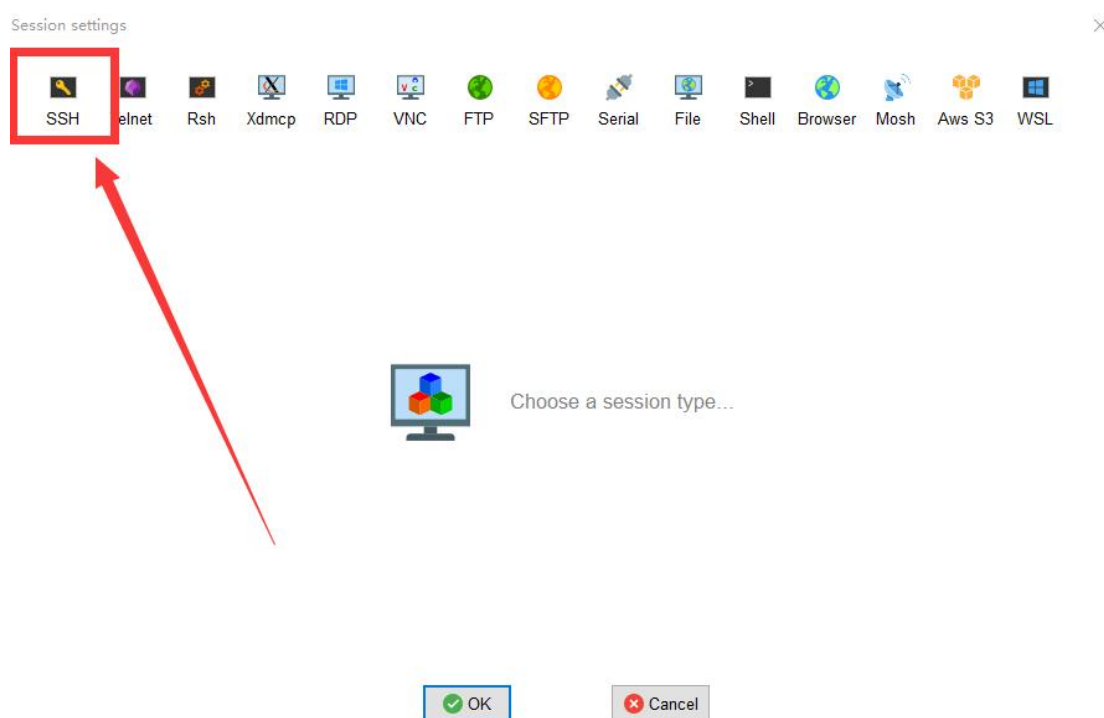 Session settings
SSH elnet Rsh Xdmcp RDP VNC FTP SFTP Serial File Shell Browser Mosh Aws S3 WSL
Choose a session type...
OK Cancel